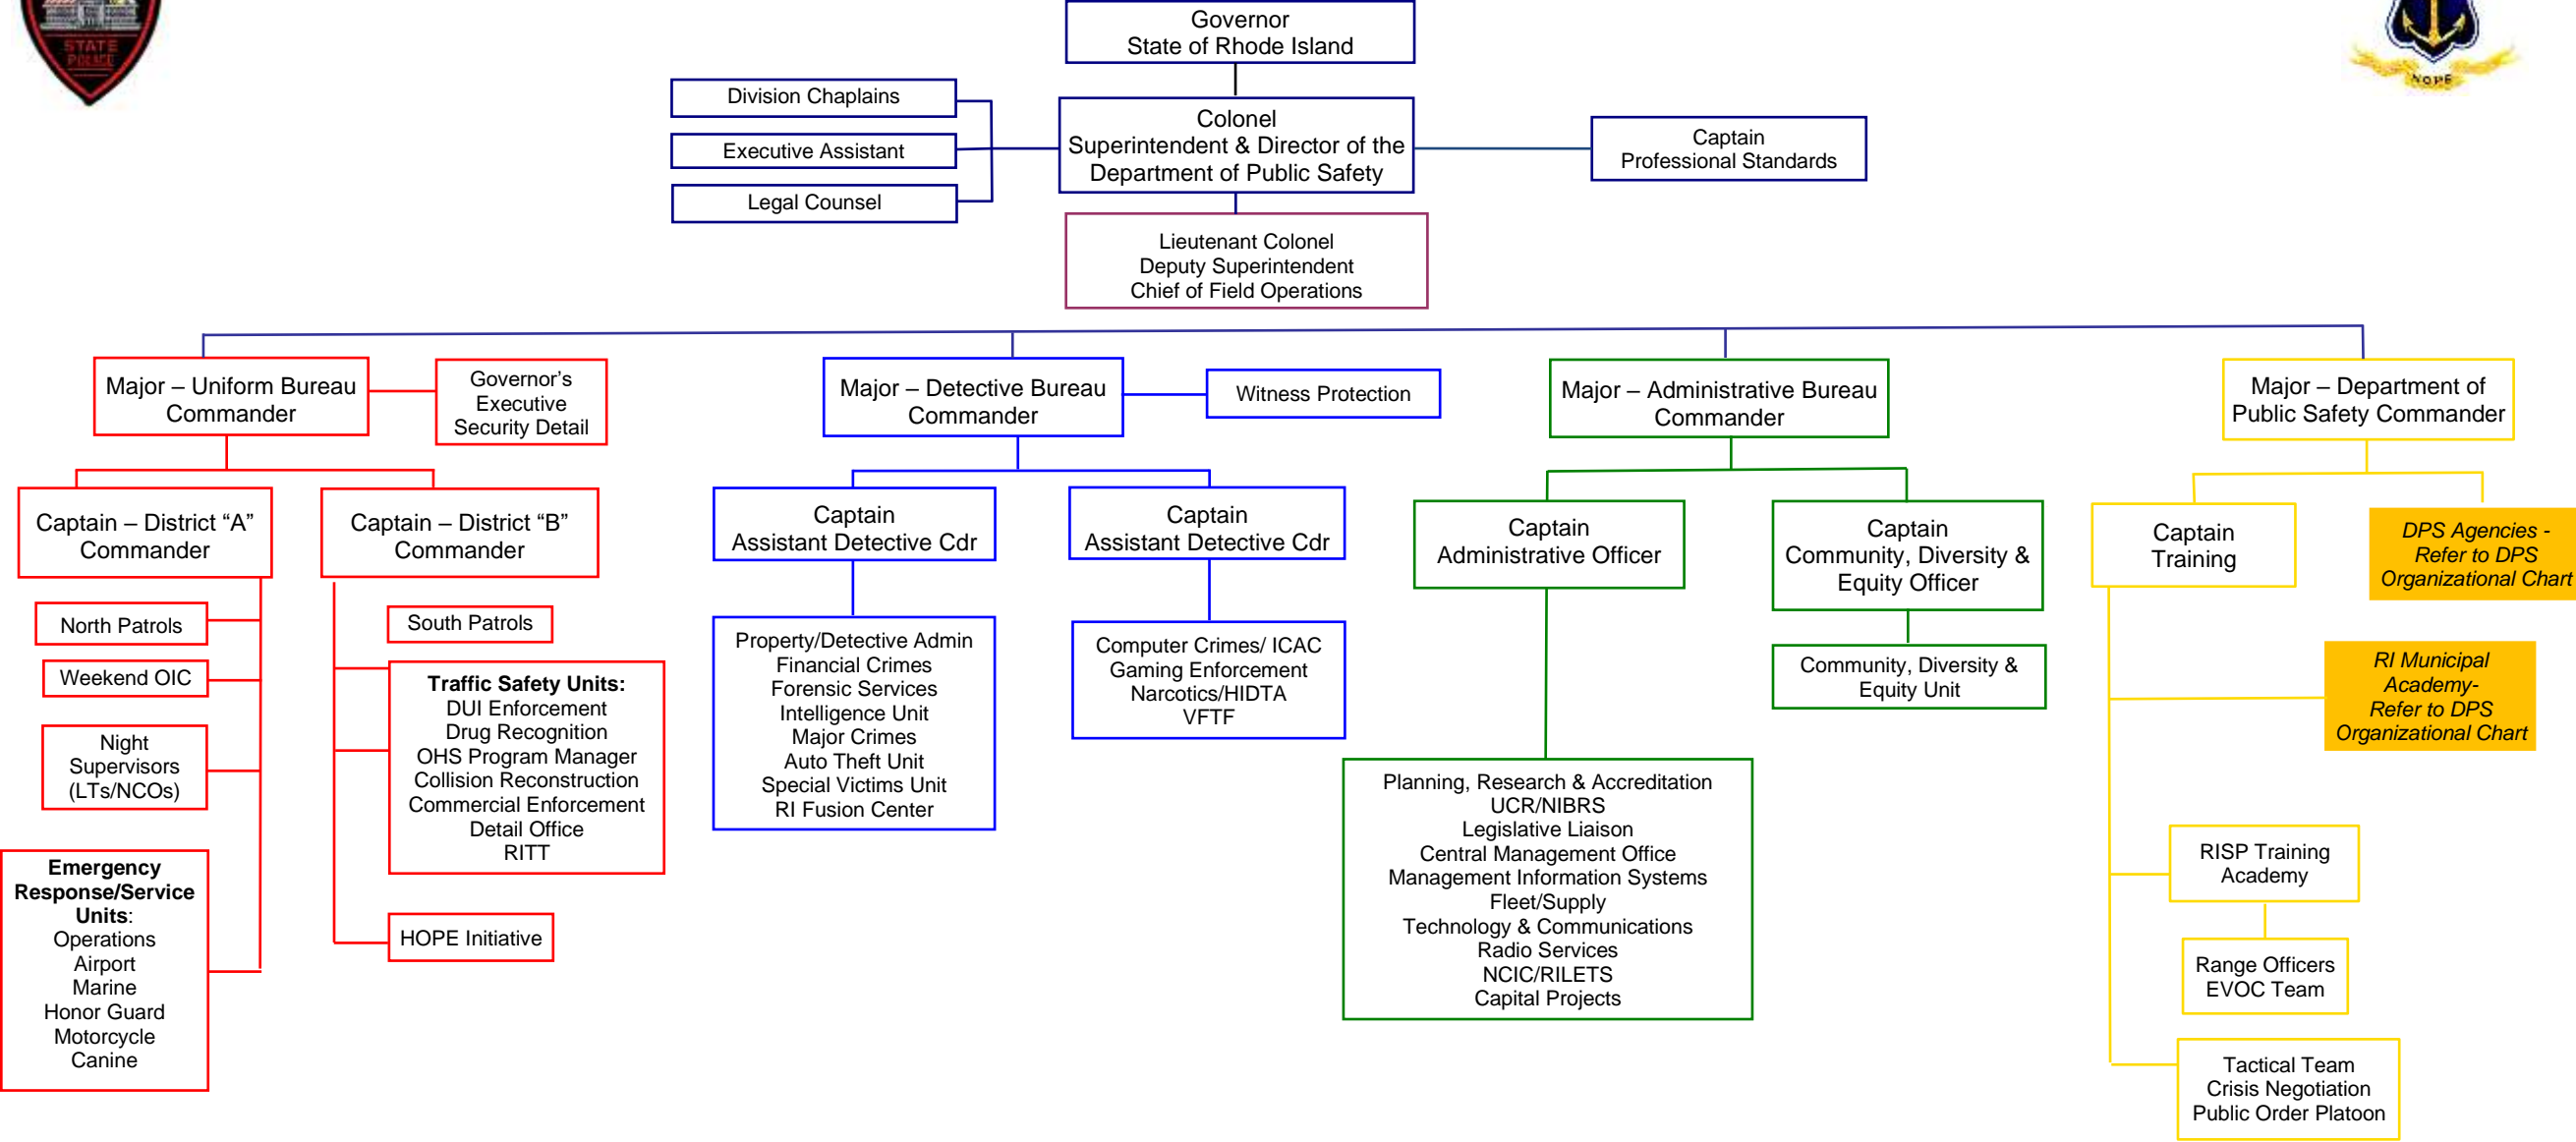 STATE
POLICE
HOPE
Governor
State of Rhode Island
Division Chaplains
Executive Assistant
Legal Counsel
Colonel
Superintendent & Director of the
Department of Public Safety
Captain
Professional Standards
Lieutenant Colonel
Deputy Superintendent
Chief of Field Operations
Major – Uniform Bureau
Commander
Governor’s
Executive
Security Detail
Major – Detective Bureau
Commander
Witness Protection
Major – Administrative Bureau
Commander
Major – Department of
Public Safety Commander
Captain – District “A”
Commander
Captain – District “B”
Commander
Captain
Assistant Detective Cdr
Captain
Assistant Detective Cdr
Captain
Administrative Officer
Captain
Community, Diversity &
Equity Officer
Captain
Training
DPS Agencies -
Refer to DPS
Organizational Chart
North Patrols
Weekend OIC
Night
Supervisors
(LTs/NCOs)
Emergency
Response/Service
Units:
Operations
Airport
Marine
Honor Guard
Motorcycle
Canine
South Patrols
Traffic Safety Units:
DUI Enforcement
Drug Recognition
OHS Program Manager
Collision Reconstruction
Commercial Enforcement
Detail Office
RITT
HOPE Initiative
Property/Detective Admin
Financial Crimes
Forensic Services
Intelligence Unit
Major Crimes
Auto Theft Unit
Special Victims Unit
RI Fusion Center
Computer Crimes/ ICAC
Gaming Enforcement
Narcotics/HIDTA
VFTF
Planning, Research & Accreditation
UCR/NIBRS
Legislative Liaison
Central Management Office
Management Information Systems
Fleet/Supply
Technology & Communications
Radio Services
NCIC/RILETS
Capital Projects
Community, Diversity &
Equity Unit
RI Municipal
Academy-
Refer to DPS
Organizational Chart
RISP Training
Academy
Range Officers
EVOC Team
Tactical Team
Crisis Negotiation
Public Order Platoon